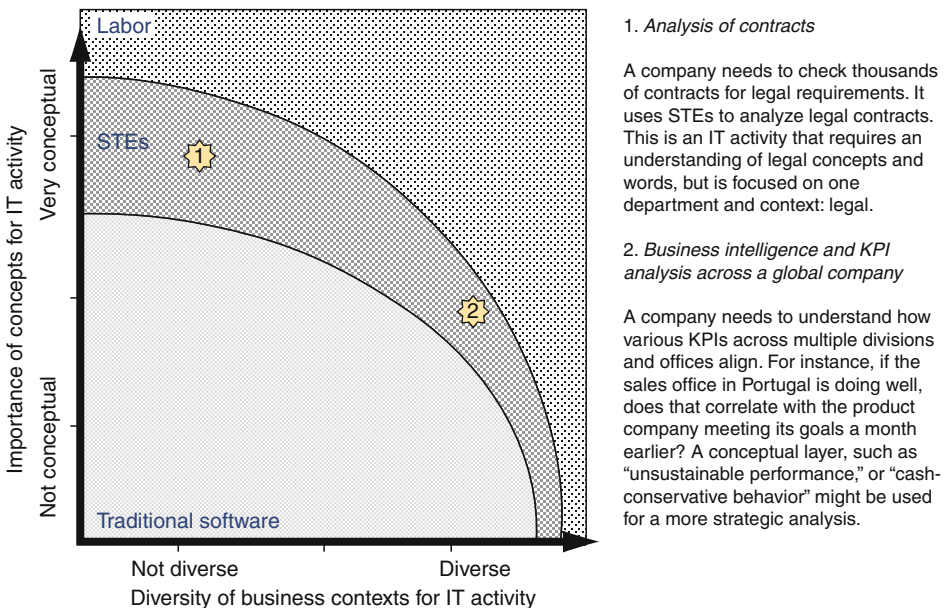 Labor
STEs
1
2
Traditional software
Importance of concepts for IT activity
Very conceptual
Not conceptual
Not diverse
Diverse
Diversity of business contexts for IT activity
1. Analysis of contracts
A company needs to check thousands
of contracts for legal requirements. It
uses STEs to analyze legal contracts.
This is an IT activity that requires an
understanding of legal concepts and
words, but is focused on one
department and context: legal.
2. Business intelligence and KPI
analysis across a global company
A company needs to understand how
various KPIs across multiple divisions
and offices align. For instance, if the
sales office in Portugal is doing well,
does that correlate with the product
company meeting its goals a month
earlier? A conceptual layer, such as
“unsustainable performance,” or “cash-
conservative behavior” might be used
for a more strategic analysis.